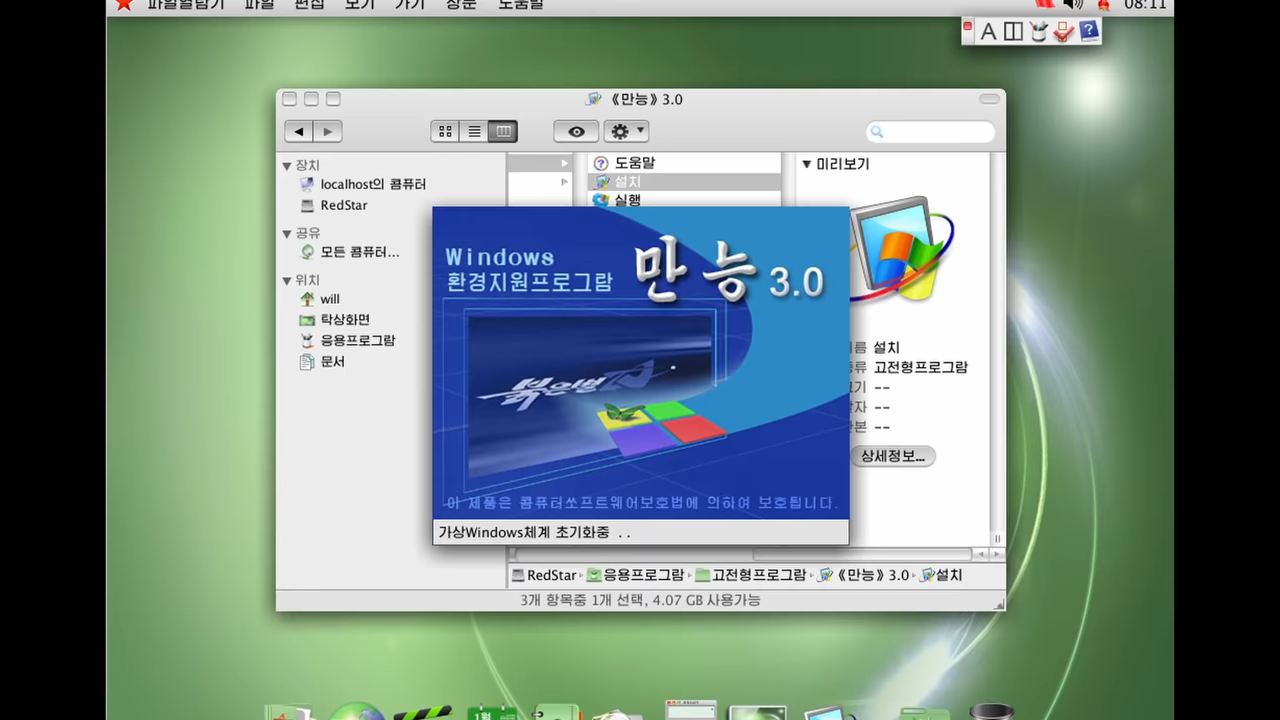 파일열람기 파일 편집 보기 가기 창문 도움말
08:11
A
《만능》3.0
장치
localhost의 콤퓨터
RedStar
공유
모든 콤퓨터...
위치
will
탁상화면
응용프로그람
문서
도움말
설치
실행
미리보기
Windows
환경지원프로그람
만능 3.0
붉은별
이 제품은 콤퓨터쏘프트웨어보호법에 의하여 보호됩니다.
가상Windows체계 초기화중 . .
설치
고전형프로그람
--
--
--
상세정보...
RedStar 응용프로그람 고전형프로그람 《만능》3.0 설치
3개 항목중 1개 선택, 4.07 GB 사용가능
1월